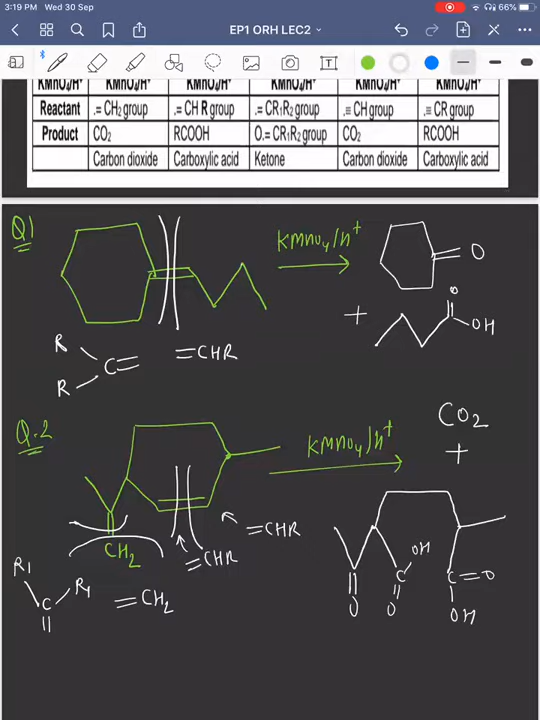 3:19 PM Wed 30 Sep
66%
EP1 ORH LEC2
KMnO₄/H⁺ KMnO₄/H⁺ KMnO₄/H⁺ KMnO₄/H⁺ KMnO₄/H⁺
Reactant .= CH₂ group .= CH R group .= CR₁R₂ group .≡ CH group .≡ CR group
Product CO₂ RCOOH O.= CR₁R₂ group CO₂ RCOOH
Carbon dioxide Carboxylic acid Ketone Carbon dioxide Carboxylic acid
Q1
KMnO₄/H⁺
O
+
O
OH
R
R
C=
=CHR
Q.2
KMnO₄/H⁺
CO₂
+
CH₂
=CHR
=CHR
R1
C
=CH₂
O
C
OH
O
C=O
OH